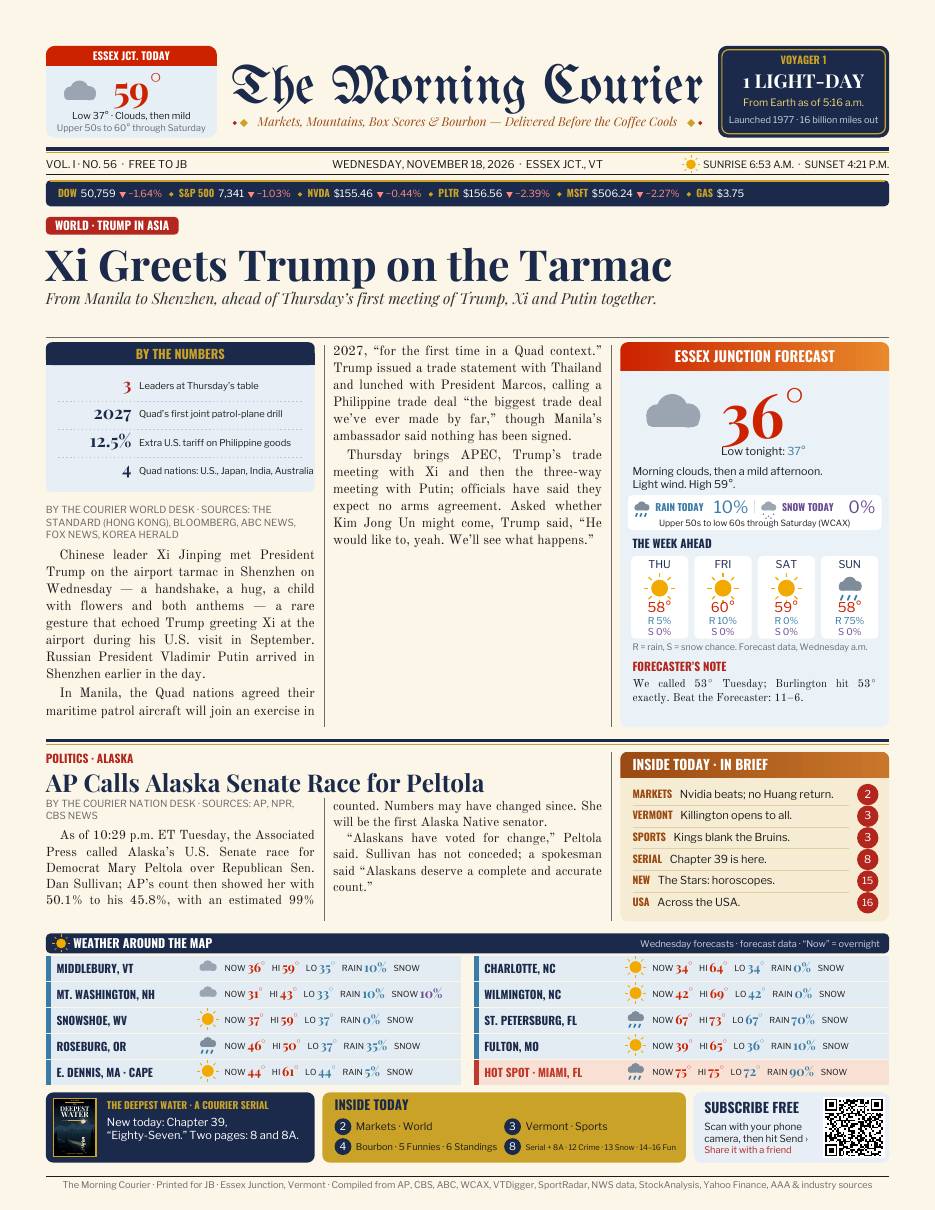 ESSEX JCT. TODAY
59°
Low 37° · Clouds, then mild
Upper 50s to 60° through Saturday
The Morning Courier
Markets, Mountains, Box Scores & Bourbon — Delivered Before the Coffee Cools
VOYAGER 1
1 LIGHT-DAY
From Earth as of 5:16 a.m.
Launched 1977 · 16 billion miles out
VOL. I · NO. 56 · FREE TO JB
WEDNESDAY, NOVEMBER 18, 2026 · ESSEX JCT., VT
SUNRISE 6:53 A.M. · SUNSET 4:21 P.M.
DOW 50,759 ▼ −1.64% ◆ S&P 500 7,341 ▼ −1.03% ◆ NVDA $155.46 ▼ −0.44% ◆ PLTR $156.56 ▼ −2.39% ◆ MSFT $506.24 ▼ −2.27% ◆ GAS $3.75
WORLD · TRUMP IN ASIA
Xi Greets Trump on the Tarmac
From Manila to Shenzhen, ahead of Thursday's first meeting of Trump, Xi and Putin together.
BY THE NUMBERS
3 Leaders at Thursday's table
2027 Quad's first joint patrol-plane drill
12.5% Extra U.S. tariff on Philippine goods
4 Quad nations: U.S., Japan, India, Australia
BY THE COURIER WORLD DESK · SOURCES: THE
STANDARD (HONG KONG), BLOOMBERG, ABC NEWS,
FOX NEWS, KOREA HERALD
Chinese leader Xi Jinping met President
Trump on the airport tarmac in Shenzhen on
Wednesday — a handshake, a hug, a child
with flowers and both anthems — a rare
gesture that echoed Trump greeting Xi at the
airport during his U.S. visit in September.
Russian President Vladimir Putin arrived in
Shenzhen earlier in the day.
In Manila, the Quad nations agreed their
maritime patrol aircraft will join an exercise in
2027, “for the first time in a Quad context.”
Trump issued a trade statement with Thailand
and lunched with President Marcos, calling a
Philippine trade deal “the biggest trade deal
we've ever made by far,” though Manila's
ambassador said nothing has been signed.
Thursday brings APEC, Trump's trade
meeting with Xi and then the three-way
meeting with Putin; officials have said they
expect no arms agreement. Asked whether
Kim Jong Un might come, Trump said, “He
would like to, yeah. We'll see what happens.”
ESSEX JUNCTION FORECAST
36°
Low tonight: 37°
Morning clouds, then a mild afternoon.
Light wind. High 59°.
RAIN TODAY 10% SNOW TODAY 0%
Upper 50s to low 60s through Saturday (WCAX)
THE WEEK AHEAD
THU FRI SAT SUN
58° 60° 59° 58°
R 5% R 10% R 0% R 75%
S 0% S 0% S 0% S 0%
R = rain, S = snow chance. Forecast data, Wednesday a.m.
FORECASTER'S NOTE
We called 53° Tuesday; Burlington hit 53°
exactly. Beat the Forecaster: 11–6.
POLITICS · ALASKA
AP Calls Alaska Senate Race for Peltola
BY THE COURIER NATION DESK · SOURCES: AP, NPR,
CBS NEWS
As of 10:29 p.m. ET Tuesday, the Associated
Press called Alaska's U.S. Senate race for
Democrat Mary Peltola over Republican Sen.
Dan Sullivan; AP's count then showed her with
50.1% to his 45.8%, with an estimated 99%
counted. Numbers may have changed since. She
will be the first Alaska Native senator.
“Alaskans have voted for change,” Peltola
said. Sullivan has not conceded; a spokesman
said “Alaskans deserve a complete and accurate
count.”
INSIDE TODAY · IN BRIEF
MARKETS Nvidia beats; no Huang return. 2
VERMONT Killington opens to all. 3
SPORTS Kings blank the Bruins. 3
SERIAL Chapter 39 is here. 8
NEW The Stars: horoscopes. 15
USA Across the USA. 16
WEATHER AROUND THE MAP
Wednesday forecasts · forecast data · “Now” = overnight
MIDDLEBURY, VT NOW 36° HI 59° LO 35° RAIN 10% SNOW
MT. WASHINGTON, NH NOW 31° HI 43° LO 33° RAIN 10% SNOW 10%
SNOWSHOE, WV NOW 37° HI 59° LO 37° RAIN 0% SNOW
ROSEBURG, OR NOW 46° HI 50° LO 37° RAIN 35% SNOW
E. DENNIS, MA · CAPE NOW 44° HI 61° LO 44° RAIN 5% SNOW
CHARLOTTE, NC NOW 34° HI 64° LO 34° RAIN 0% SNOW
WILMINGTON, NC NOW 42° HI 69° LO 42° RAIN 0% SNOW
ST. PETERSBURG, FL NOW 67° HI 73° LO 67° RAIN 70% SNOW
FULTON, MO NOW 39° HI 65° LO 36° RAIN 10% SNOW
HOT SPOT · MIAMI, FL NOW 75° HI 75° LO 72° RAIN 90% SNOW
DEEPEST
WATER
THE DEEPEST WATER · A COURIER SERIAL
New today: Chapter 39,
“Eighty-Seven.” Two pages: 8 and 8A.
INSIDE TODAY
2 Markets · World 3 Vermont · Sports
4 Bourbon · 5 Funnies · 6 Standings 8 Serial + 8A · 12 Crime · 13 Snow · 14–16 Fun
SUBSCRIBE FREE
Scan with your phone
camera, then hit Send ›
Share it with a friend
The Morning Courier · Printed for JB · Essex Junction, Vermont · Compiled from AP, CBS, ABC, WCAX, VTDigger, SportRadar, NWS data, StockAnalysis, Yahoo Finance, AAA & industry sources